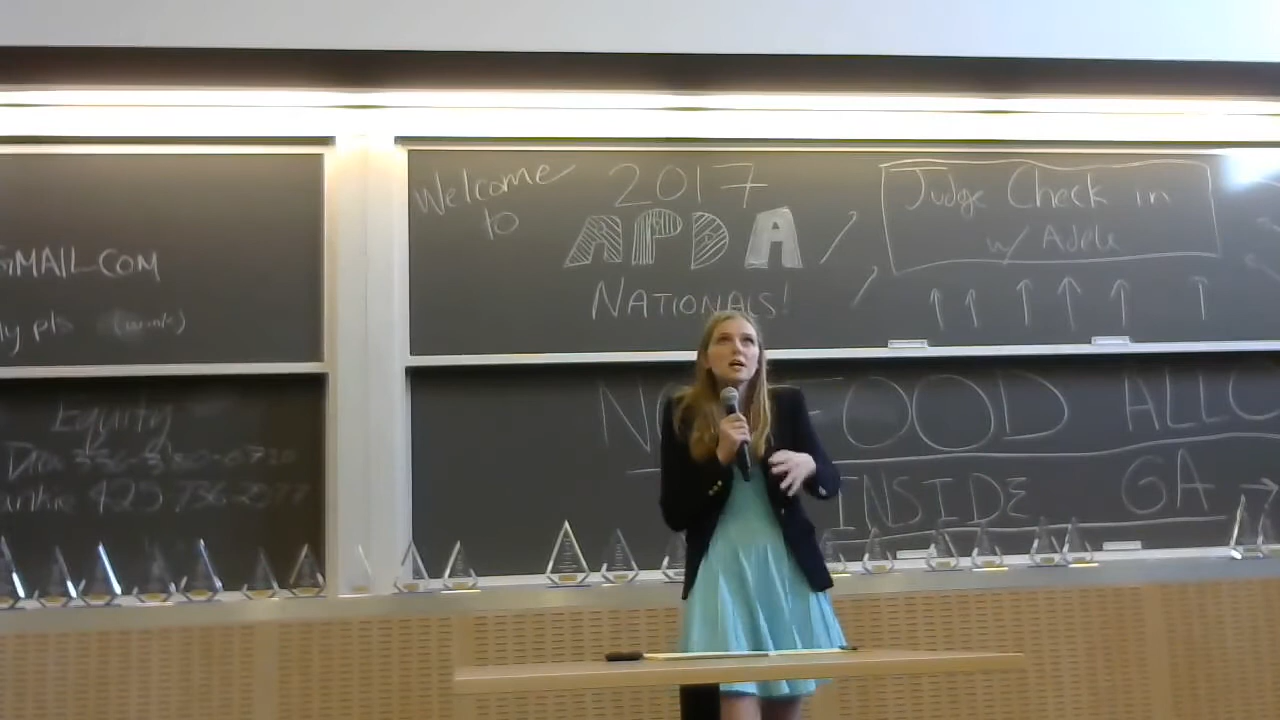 GMAIL.COM
ly pls
Equity
Welcome
to
2017
APDA
NATIONALS!
Judge Check in
w/ Adele
NO FOOD ALLO
INSIDE GA →